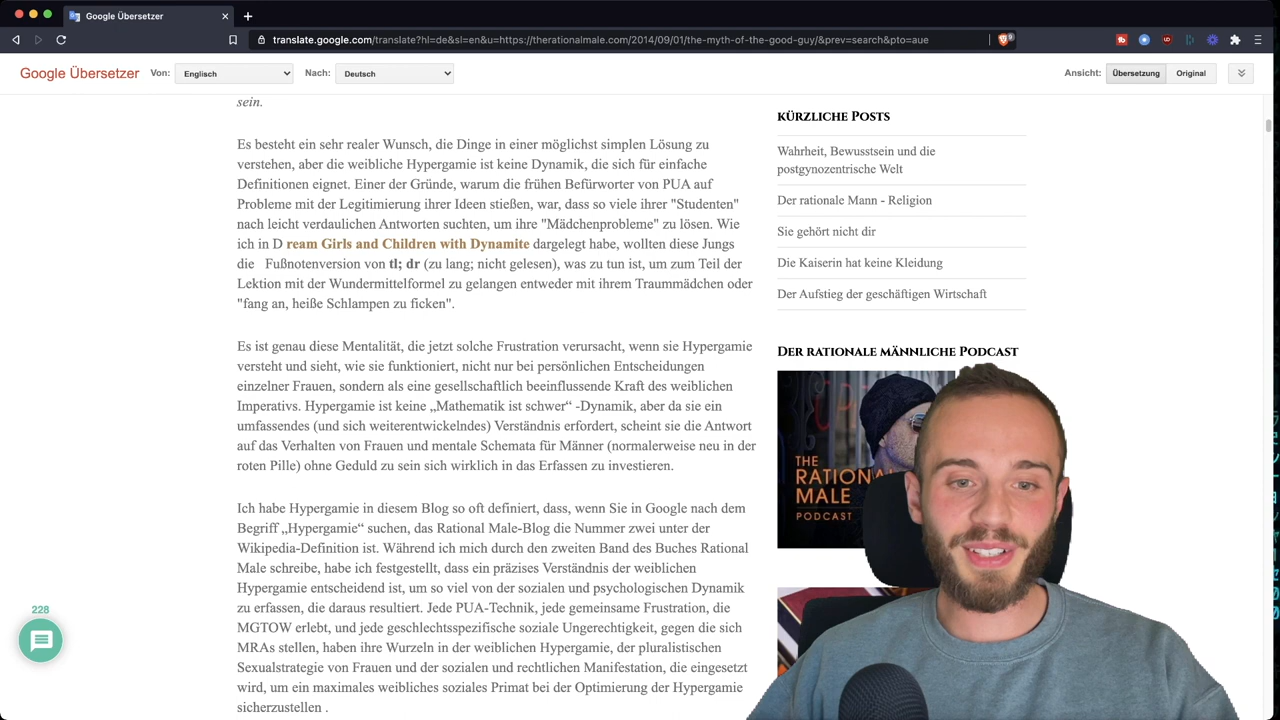 Google Übersetzer
translate.google.com/translate?hl=de&sl=en&u=https://therationalmale.com/2014/09/01/the-myth-of-the-good-guy/&prev=search&pto=aue
Google Übersetzer
Von:
Englisch
Nach:
Deutsch
Ansicht:
Übersetzung
Original
sein.
Es besteht ein sehr realer Wunsch, die Dinge in einer möglichst simplen Lösung zu
verstehen, aber die weibliche Hypergamie ist keine Dynamik, die sich für einfache
Definitionen eignet. Einer der Gründe, warum die frühen Befürworter von PUA auf
Probleme mit der Legitimierung ihrer Ideen stießen, war, dass so viele ihrer "Studenten"
nach leicht verdaulichen Antworten suchten, um ihre "Mädchenprobleme" zu lösen. Wie
ich in D ream Girls and Children with Dynamite dargelegt habe, wollten diese Jungs
die Fußnotenversion von tl; dr (zu lang; nicht gelesen), was zu tun ist, um zum Teil der
Lektion mit der Wundermittelformel zu gelangen entweder mit ihrem Traummädchen oder
"fang an, heiße Schlampen zu ficken".
Es ist genau diese Mentalität, die jetzt solche Frustration verursacht, wenn sie Hypergamie
versteht und sieht, wie sie funktioniert, nicht nur bei persönlichen Entscheidungen
einzelner Frauen, sondern als eine gesellschaftlich beeinflussende Kraft des weiblichen
Imperativs. Hypergamie ist keine „Mathematik ist schwer“ -Dynamik, aber da sie ein
umfassendes (und sich weiterentwickelndes) Verständnis erfordert, scheint sie die Antwort
auf das Verhalten von Frauen und mentale Schemata für Männer (normalerweise neu in der
roten Pille) ohne Geduld zu sein sich wirklich in das Erfassen zu investieren.
Ich habe Hypergamie in diesem Blog so oft definiert, dass, wenn Sie in Google nach dem
Begriff „Hypergamie“ suchen, das Rational Male-Blog die Nummer zwei unter der
Wikipedia-Definition ist. Während ich mich durch den zweiten Band des Buches Rational
Male schreibe, habe ich festgestellt, dass ein präzises Verständnis der weiblichen
Hypergamie entscheidend ist, um so viel von der sozialen und psychologischen Dynamik
zu erfassen, die daraus resultiert. Jede PUA-Technik, jede gemeinsame Frustration, die
MGTOW erlebt, und jede geschlechtsspezifische soziale Ungerechtigkeit, gegen die sich
MRAs stellen, haben ihre Wurzeln in der weiblichen Hypergamie, der pluralistischen
Sexualstrategie von Frauen und der sozialen und rechtlichen Manifestation, die eingesetzt
wird, um ein maximales weibliches soziales Primat bei der Optimierung der Hypergamie
sicherzustellen .
228
KÜRZLICHE POSTS
Wahrheit, Bewusstsein und die
postgynozentrische Welt
Der rationale Mann - Religion
Sie gehört nicht dir
Die Kaiserin hat keine Kleidung
Der Aufstieg der geschäftigen Wirtschaft
DER RATIONALE MÄNNLICHE PODCAST
THE
RATIONAL
MALE
PODCAST